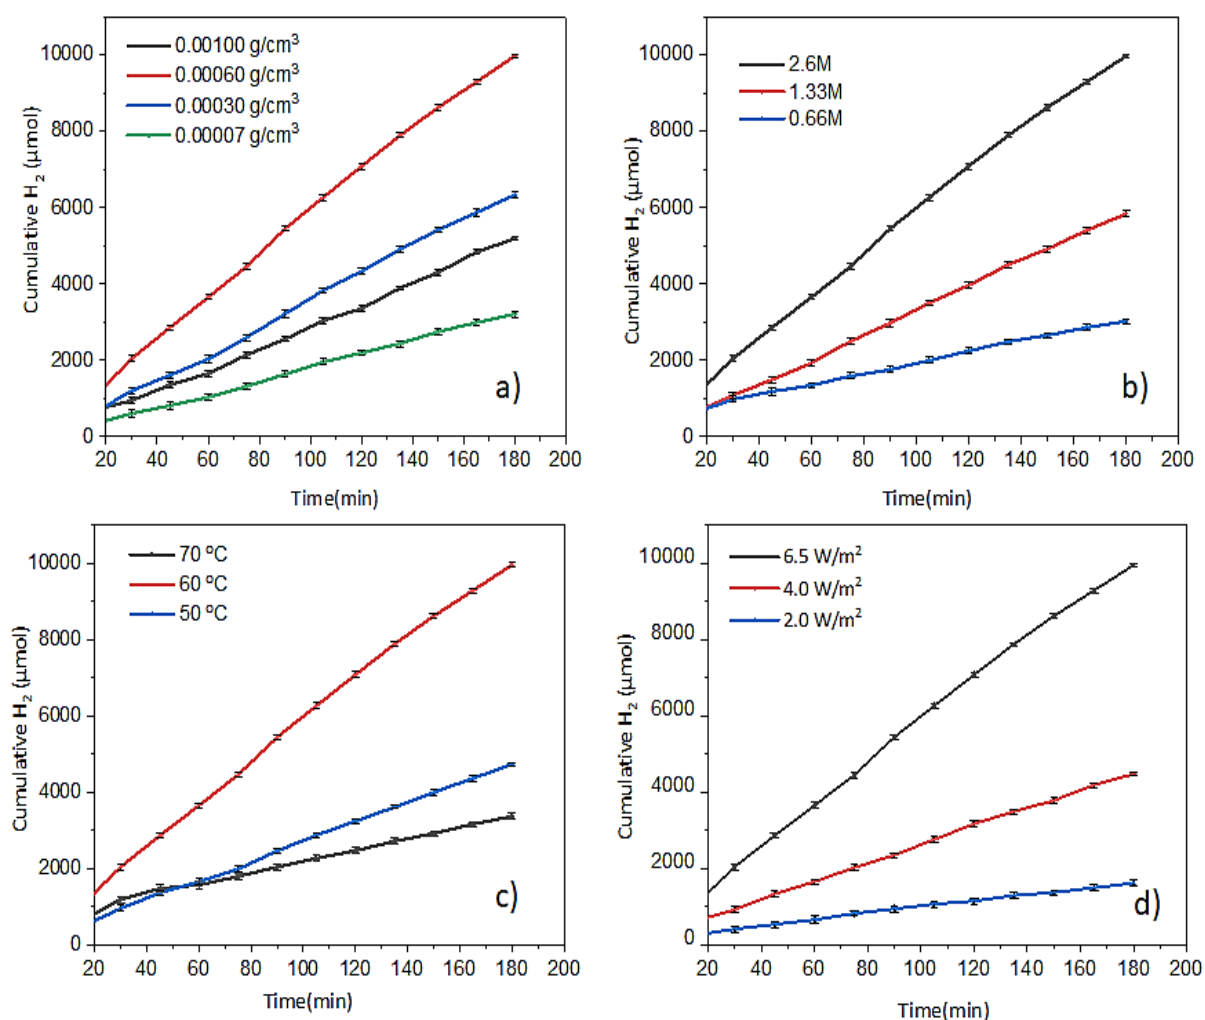 0.00100 g/cm³
0.00060 g/cm³
0.00030 g/cm³
0.00007 g/cm³
Cumulative H₂ (µmol)
10000
8000
6000
4000
2000
0
20 40 60 80 100 120 140 160 180 200
Time(min)
a)
2.6M
1.33M
0.66M
Cumulative H₂ (µmol)
10000
8000
6000
4000
2000
0
20 40 60 80 100 120 140 160 180 200
Time(min)
b)
70 ºC
60 ºC
50 ºC
Cumulative H₂ (µmol)
10000
8000
6000
4000
2000
0
20 40 60 80 100 120 140 160 180 200
Time(min)
c)
6.5 W/m²
4.0 W/m²
2.0 W/m²
Cumulative H₂ (µmol)
10000
8000
6000
4000
2000
0
20 40 60 80 100 120 140 160 180 200
Time(min)
d)